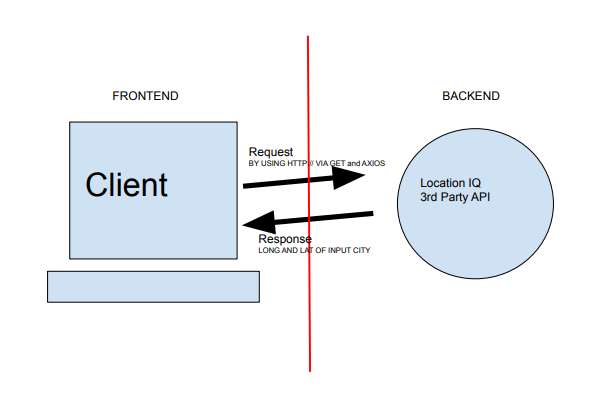 FRONTEND
BACKEND
Client
Request
BY USING HTTP:// VIA GET and AXIOS
Location IQ
3rd Party API
Response
LONG AND LAT OF INPUT CITY